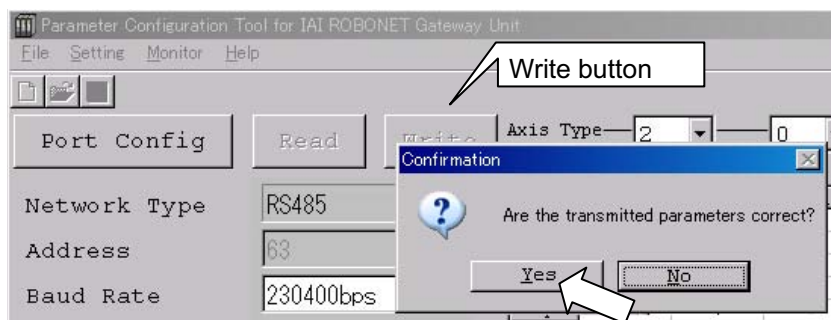 Parameter Configuration Tool for IAI ROBONET Gateway Unit
File Setting Monitor Help
Write button
Port Config Read Write Axis Type 2 0
Confirmation
Network Type RS485
Are the transmitted parameters correct?
Address 63
Yes No
Baud Rate 230400bps